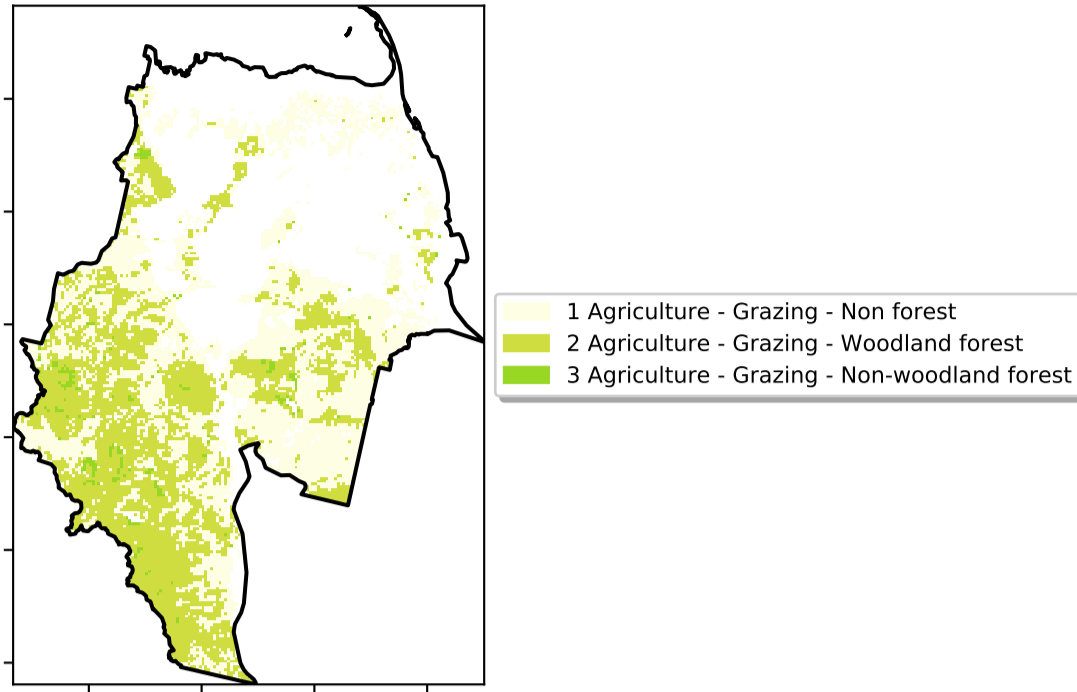 1 Agriculture - Grazing - Non forest
2 Agriculture - Grazing - Woodland forest
3 Agriculture - Grazing - Non-woodland forest